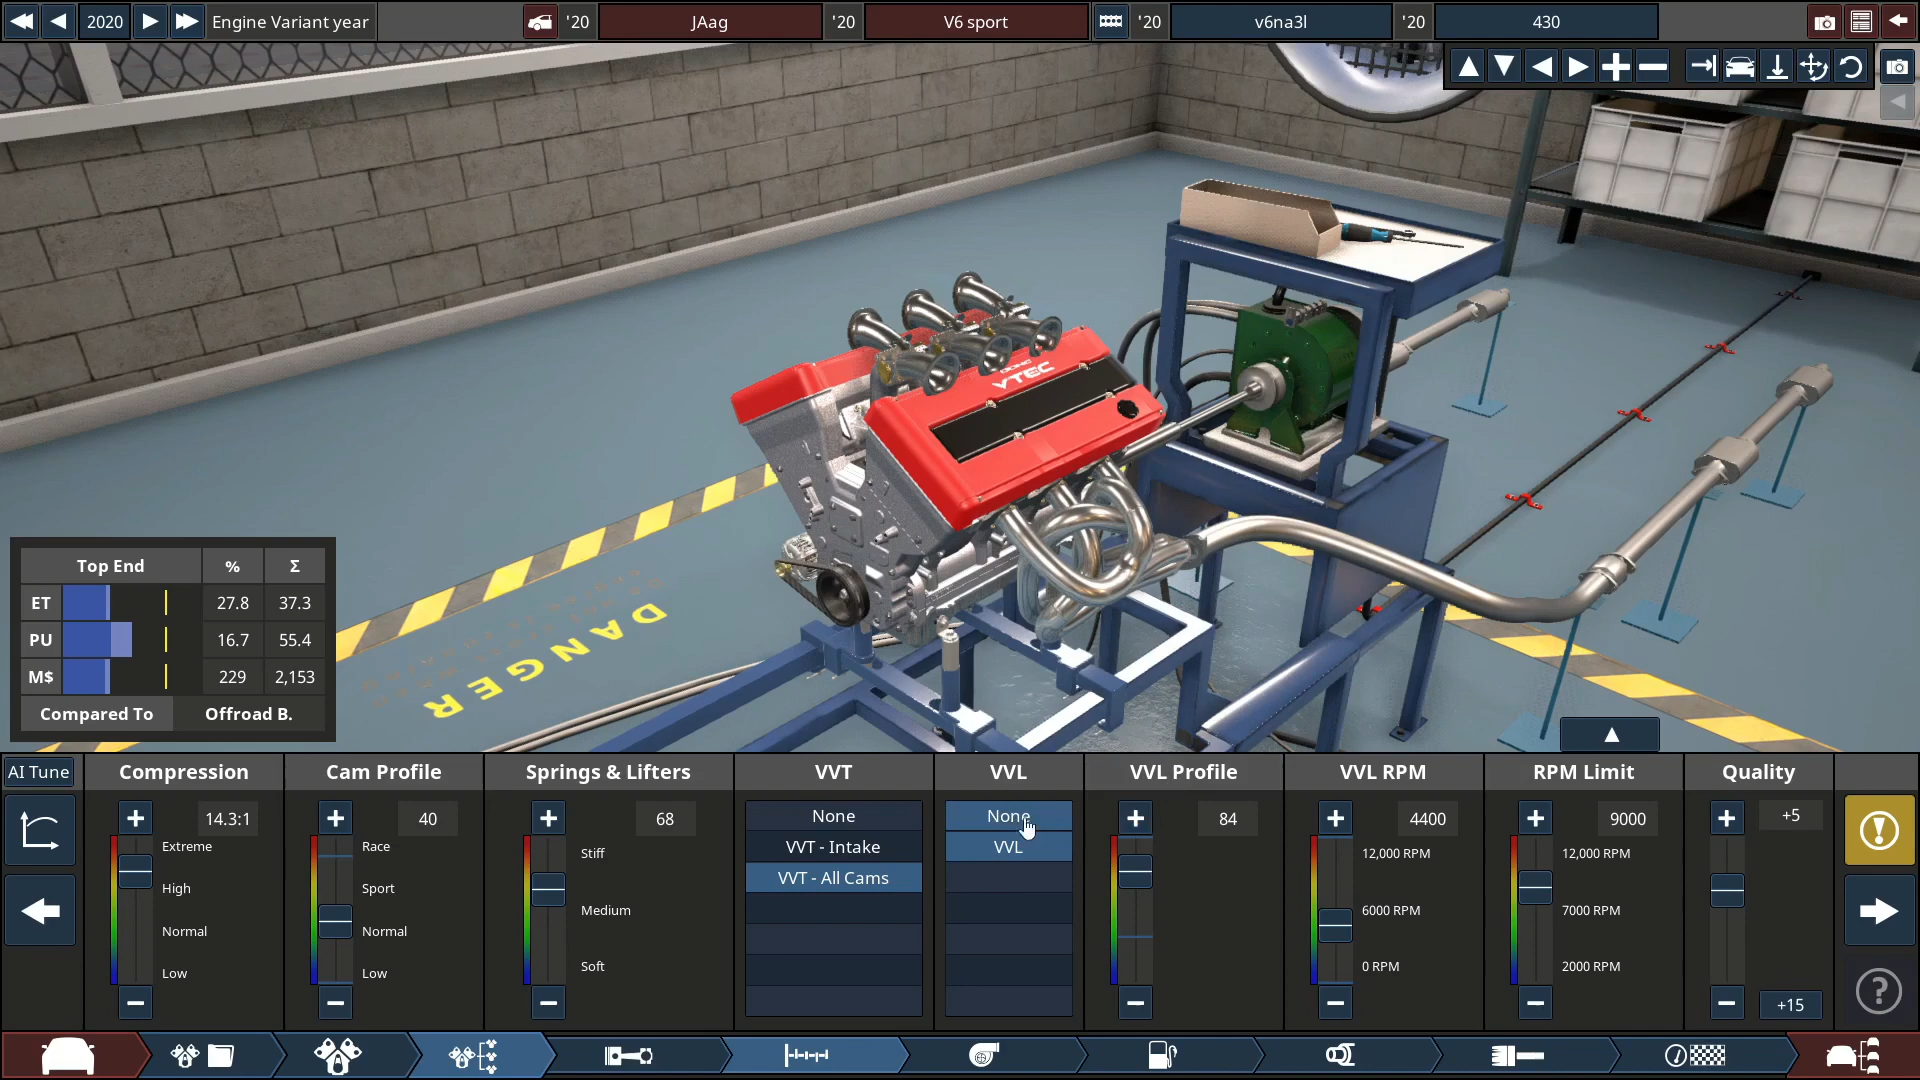 2020 Engine Variant year '20 JAag '20 V6 sport '20 v6na3l '20 430
DOHC
VTEC
DANGER
Top End % Σ
ET 27.8 37.3
PU 16.7 55.4
M$ 229 2,153
Compared To Offroad B.
AI Tune
Compression
14.3:1
Extreme
High
Normal
Low
Cam Profile
40
Race
Sport
Normal
Low
Springs & Lifters
68
Stiff
Medium
Soft
VVT
None
VVT - Intake
VVT - All Cams
VVL
None
VVL
VVL Profile
84
VVL RPM
4400
12,000 RPM
6000 RPM
0 RPM
RPM Limit
9000
12,000 RPM
7000 RPM
2000 RPM
Quality
+5
+15